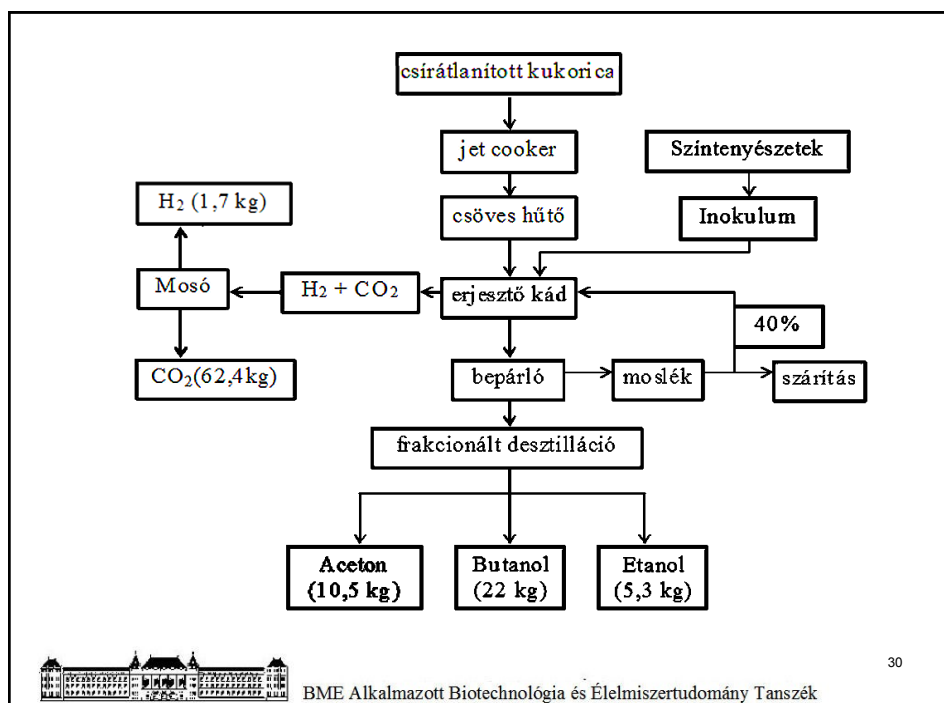 csírátlanított kukorica
jet cooker
Színtenyészetek
H2 (1,7 kg)
csöves hűtő
Inokulum
Mosó
H2 + CO2
erjesztő kád
40%
CO2(62,4kg)
bepárló
moslék
szárítás
frakcionált desztilláció
Aceton
(10,5 kg)
Butanol
(22 kg)
Etanol
(5,3 kg)
30
BME Alkalmazott Biotechnológia és Élelmiszertudomány Tanszék